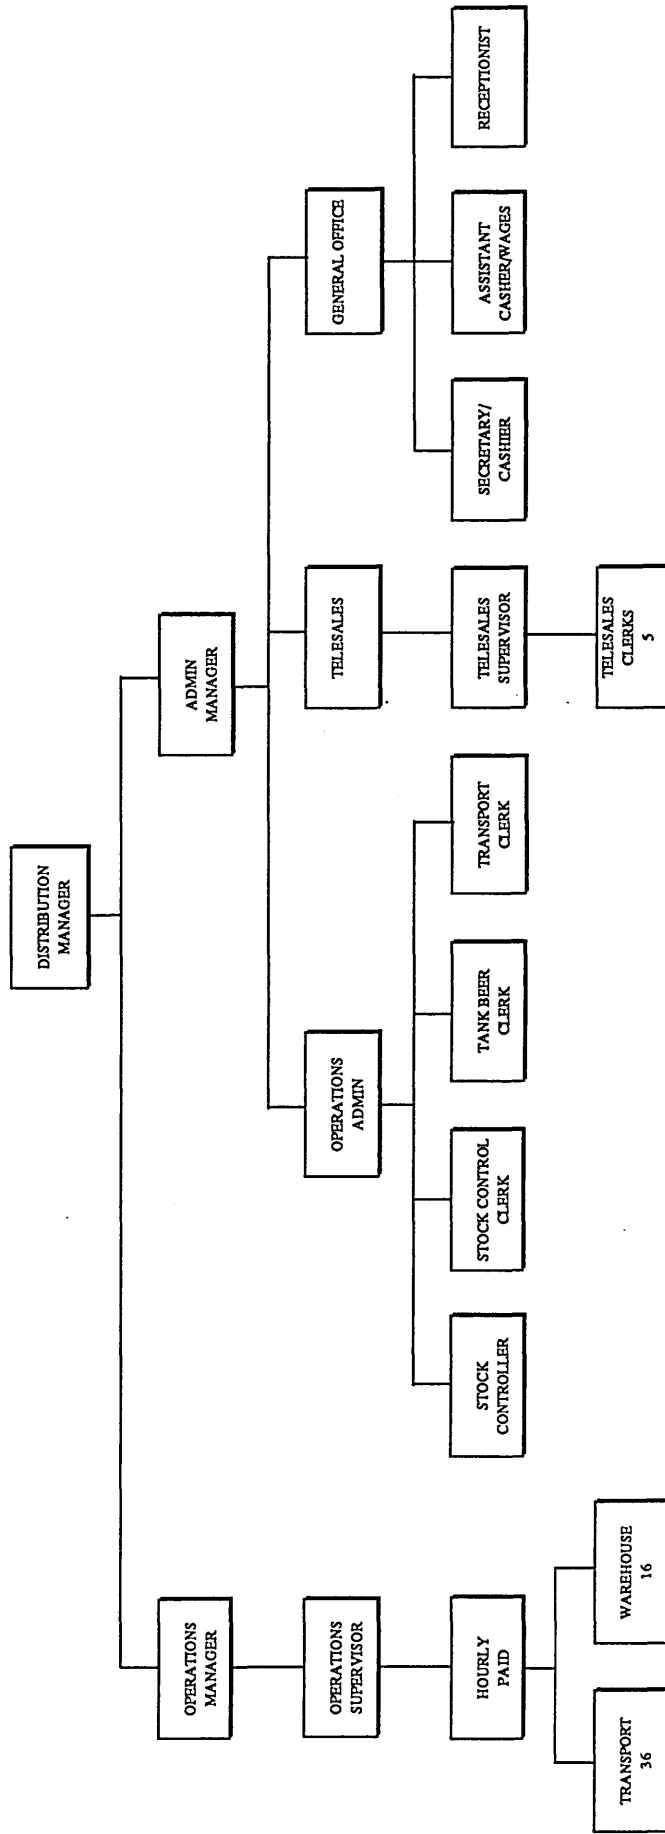 DISTRIBUTION
MANAGER
OPERATIONS
MANAGER
ADMIN
MANAGER
OPERATIONS
SUPERVISOR
OPERATIONS
ADMIN
TELESALES
GENERAL OFFICE
HOURLY
PAID
STOCK
CONTROLLER
STOCK CONTROL
CLERK
TANK BEER
CLERK
TRANSPORT
CLERK
TELESALES
SUPERVISOR
SECRETARY/
CASHIER
ASSISTANT
CASHER/WAGES
RECEPTIONIST
TRANSPORT
36
WAREHOUSE
16
TELESALES
CLERKS
5